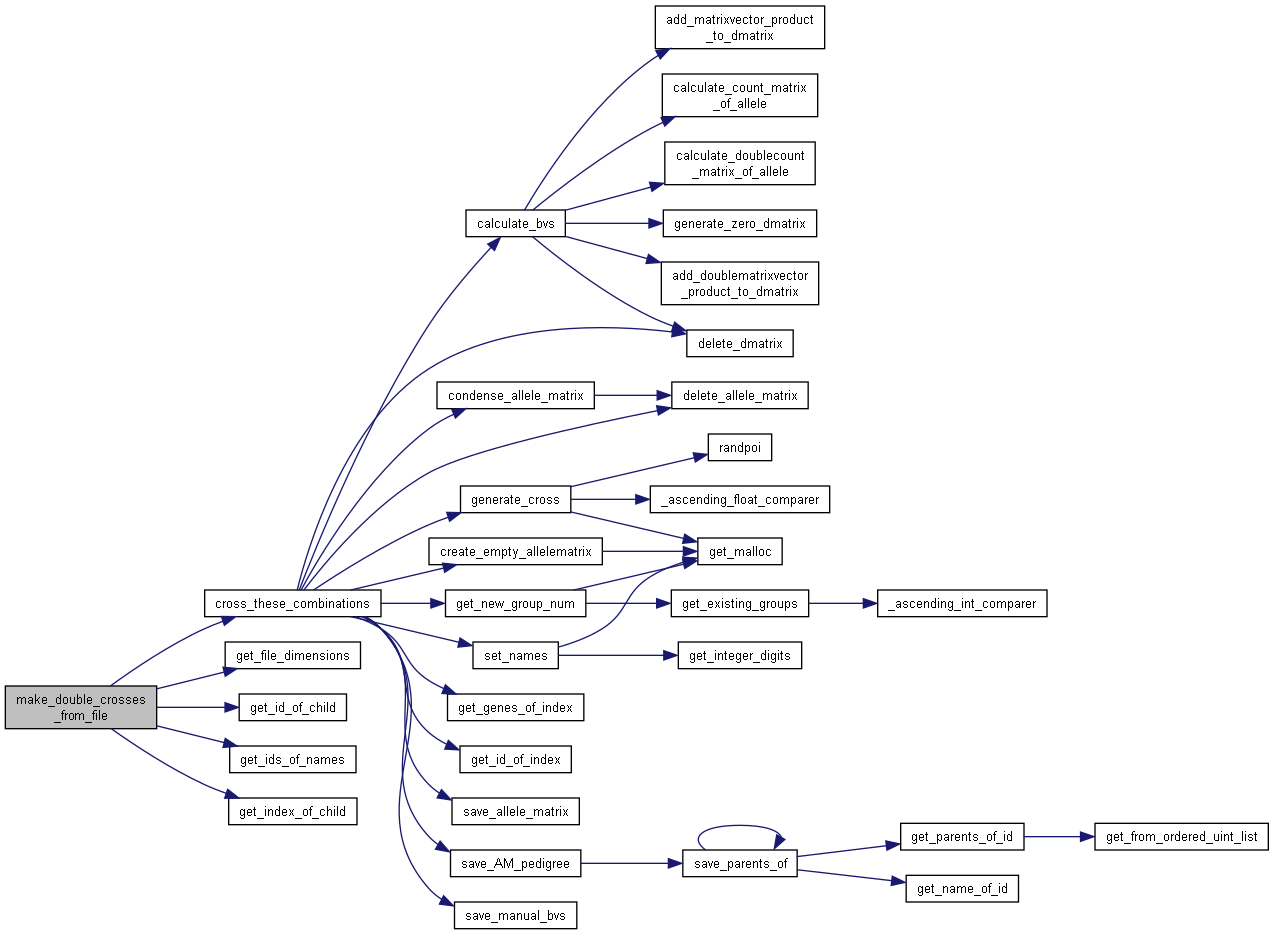 add_matrixvector_product
_to_dmatrix
calculate_count_matrix
_of_allele
calculate_doublecount
_matrix_of_allele
calculate_bvs
generate_zero_dmatrix
add_doublematrixvector
_product_to_dmatrix
delete_dmatrix
condense_allele_matrix
delete_allele_matrix
randpoi
generate_cross
_ascending_float_comparer
create_empty_allelematrix
get_malloc
cross_these_combinations
get_new_group_num
get_existing_groups
_ascending_int_comparer
get_file_dimensions
set_names
get_integer_digits
make_double_crosses
_from_file
get_id_of_child
get_genes_of_index
get_ids_of_names
get_id_of_index
get_index_of_child
save_allele_matrix
get_parents_of_id
get_from_ordered_uint_list
save_AM_pedigree
save_parents_of
get_name_of_id
save_manual_bvs